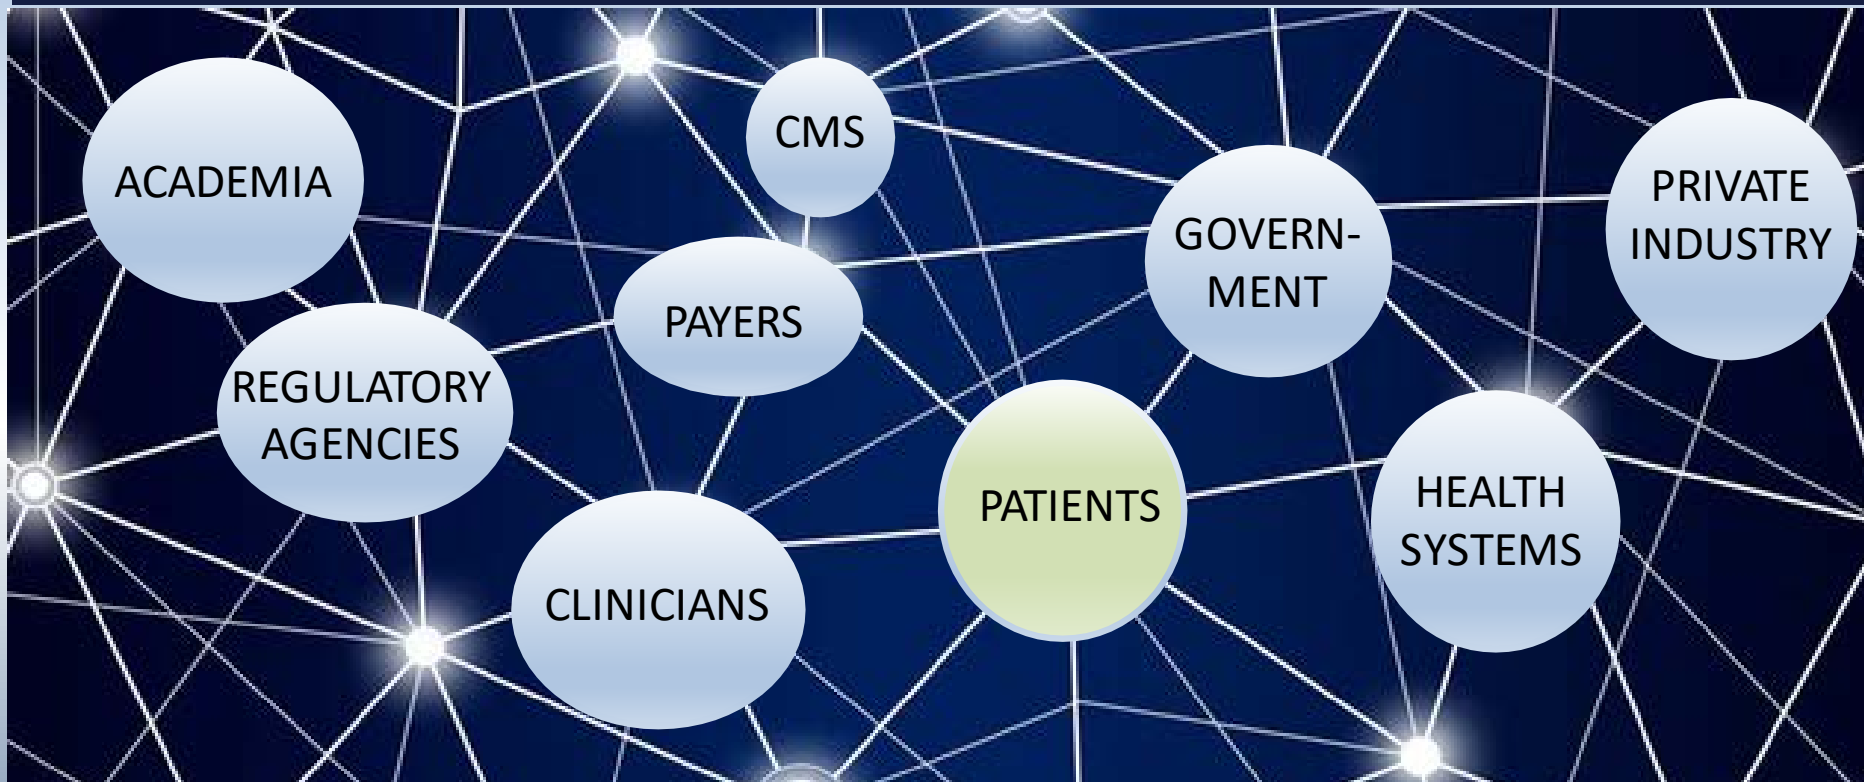 ACADEMIA
CMS
GOVERN-
MENT
PRIVATE
INDUSTRY
PAYERS
REGULATORY
AGENCIES
PATIENTS
HEALTH
SYSTEMS
CLINICIANS